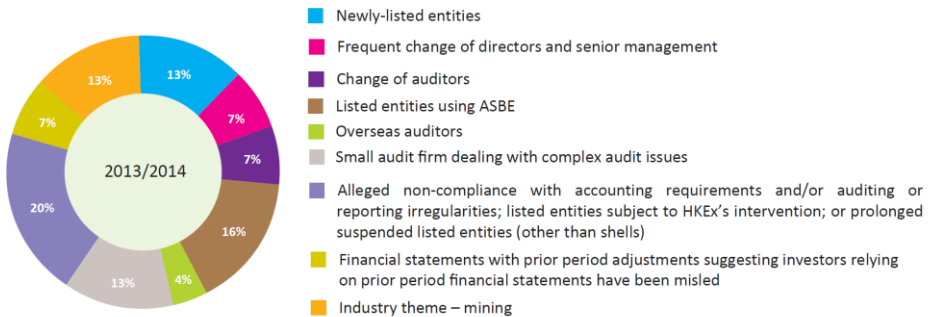 13%
13%
7%
7%
16%
4%
13%
20%
7%
2013/2014
Newly-listed entities
Frequent change of directors and senior management
Change of auditors
Listed entities using ASBE
Overseas auditors
Small audit firm dealing with complex audit issues
Alleged non-compliance with accounting requirements and/or auditing or
reporting irregularities; listed entities subject to HKEx's intervention; or prolonged
suspended listed entities (other than shells)
Financial statements with prior period adjustments suggesting investors relying
on prior period financial statements have been misled
Industry theme – mining